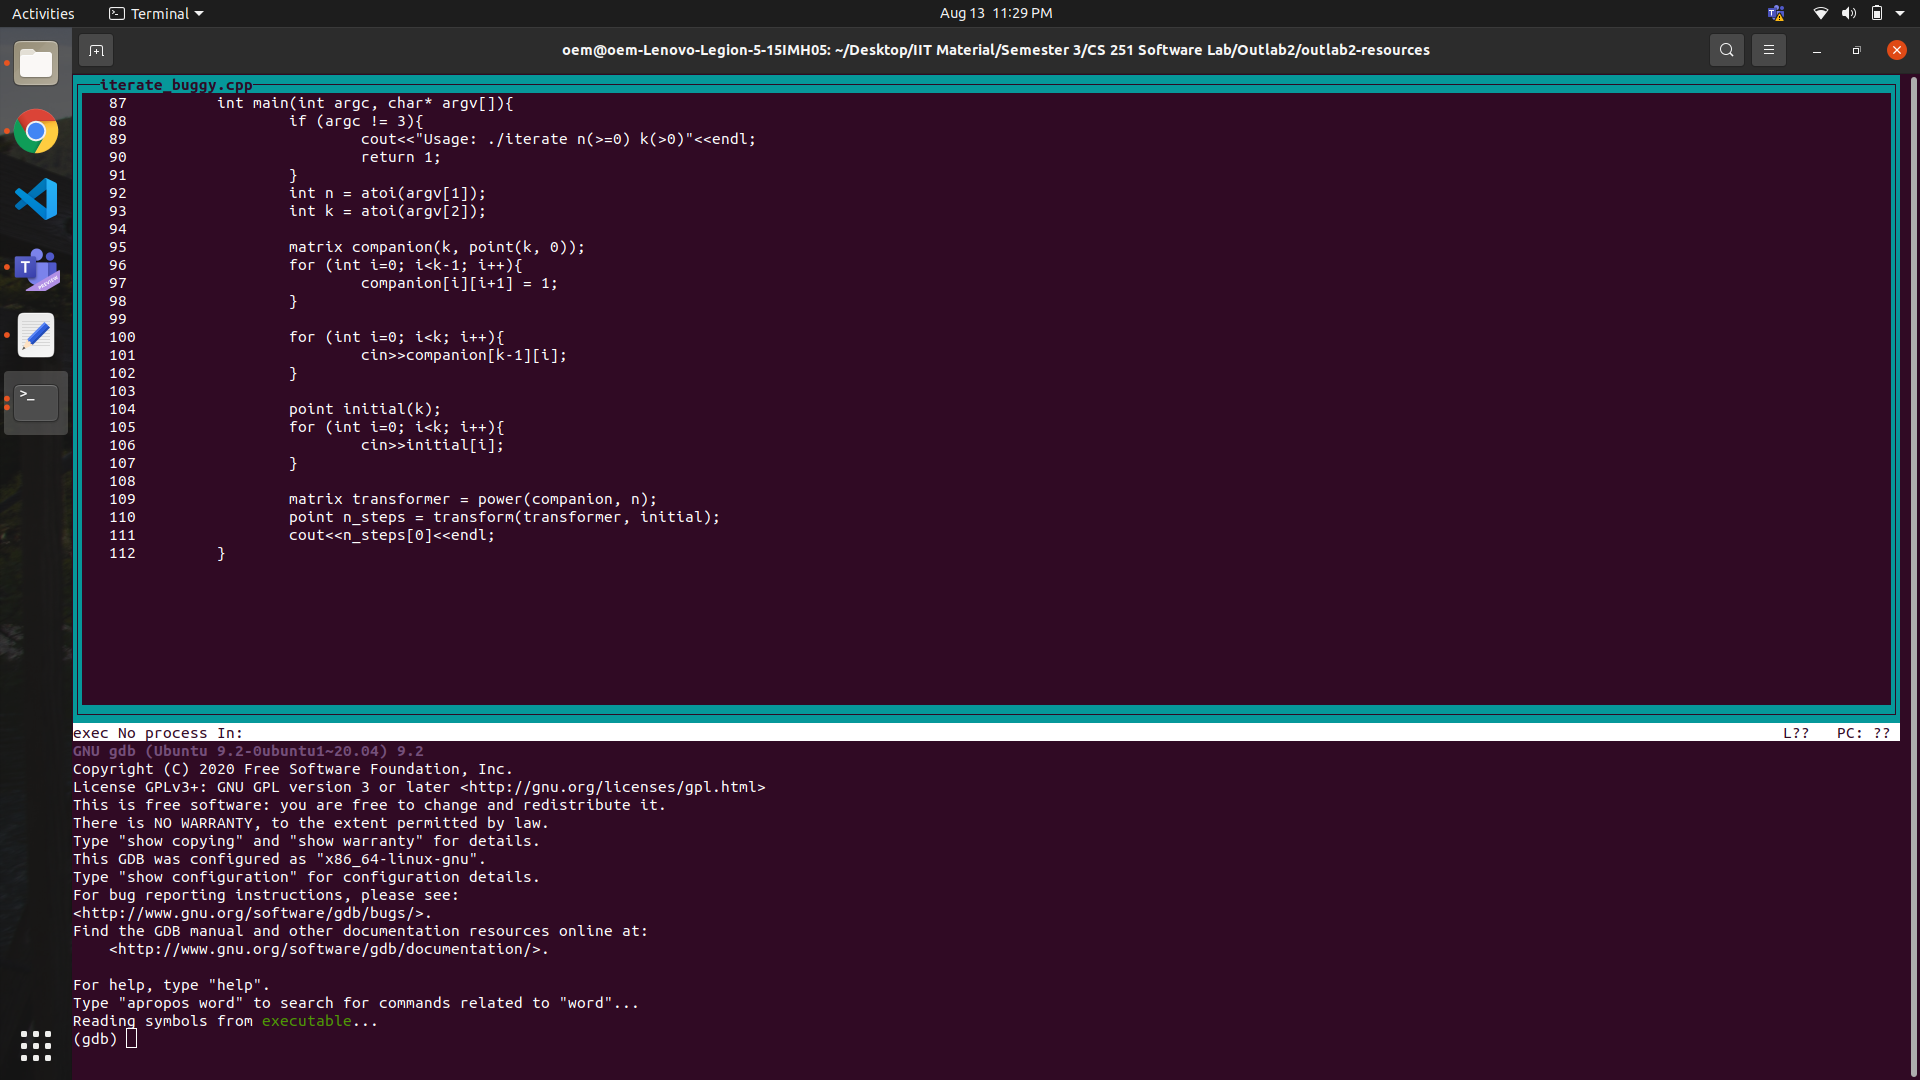 Activities
Terminal
Aug 13 11:29 PM
oem@oem-Lenovo-Legion-5-15IMH05: ~/Desktop/IIT Material/Semester 3/CS 251 Software Lab/Outlab2/outlab2-resources
iterate_buggy.cpp
87 int main(int argc, char* argv[]){
88 if (argc != 3){
89 cout<<"Usage: ./iterate n(>=0) k(>0)"<<endl;
90 return 1;
91 }
92 int n = atoi(argv[1]);
93 int k = atoi(argv[2]);
94
95 matrix companion(k, point(k, 0));
96 for (int i=0; i<k-1; i++){
97 companion[i][i+1] = 1;
98 }
99
100 for (int i=0; i<k; i++){
101 cin>>companion[k-1][i];
102 }
103
104 point initial(k);
105 for (int i=0; i<k; i++){
106 cin>>initial[i];
107 }
108
109 matrix transformer = power(companion, n);
110 point n_steps = transform(transformer, initial);
111 cout<<n_steps[0]<<endl;
112 }
exec No process In: L?? PC: ??
GNU gdb (Ubuntu 9.2-0ubuntu1~20.04) 9.2
Copyright (C) 2020 Free Software Foundation, Inc.
License GPLv3+: GNU GPL version 3 or later <http://gnu.org/licenses/gpl.html>
This is free software: you are free to change and redistribute it.
There is NO WARRANTY, to the extent permitted by law.
Type "show copying" and "show warranty" for details.
This GDB was configured as "x86_64-linux-gnu".
Type "show configuration" for configuration details.
For bug reporting instructions, please see:
<http://www.gnu.org/software/gdb/bugs/>.
Find the GDB manual and other documentation resources online at:
<http://www.gnu.org/software/gdb/documentation/>.
For help, type "help".
Type "apropos word" to search for commands related to "word"...
Reading symbols from executable...
(gdb)